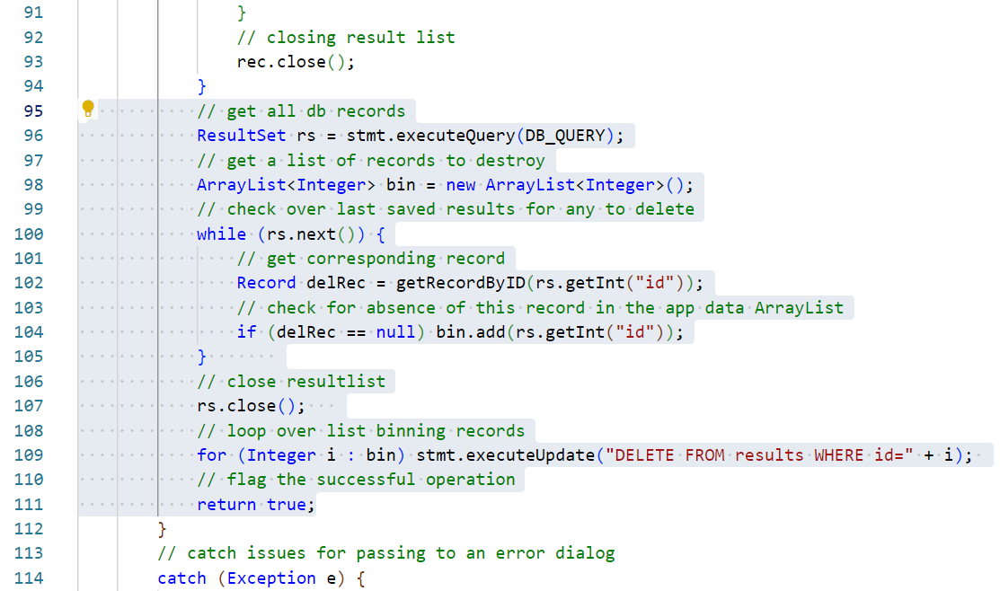 91 }
92 // closing result list
93 rec.close();
94 }
95 // get all db records
96 ResultSet rs = stmt.executeQuery(DB_QUERY);
97 // get a list of records to destroy
98 ArrayList<Integer> bin = new ArrayList<Integer>();
99 // check over last saved results for any to delete
100 while (rs.next()) {
101 // get corresponding record
102 Record delRec = getRecordByID(rs.getInt("id"));
103 // check for absence of this record in the app data ArrayList
104 if (delRec == null) bin.add(rs.getInt("id"));
105 }
106 // close resultlist
107 rs.close();
108 // loop over list binning records
109 for (Integer i : bin) stmt.executeUpdate("DELETE FROM results WHERE id=" + i);
110 // flag the successful operation
111 return true;
112 }
113 // catch issues for passing to an error dialog
114 catch (Exception e) {